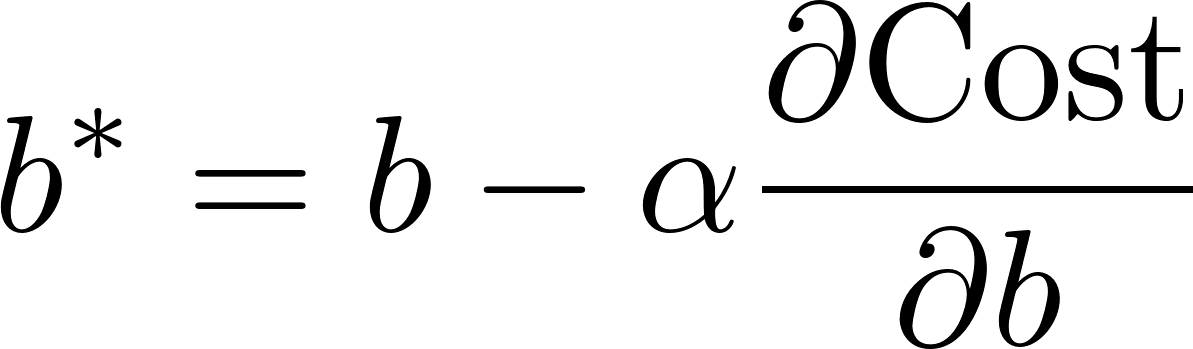 b* = b − α ∂Cost/∂b